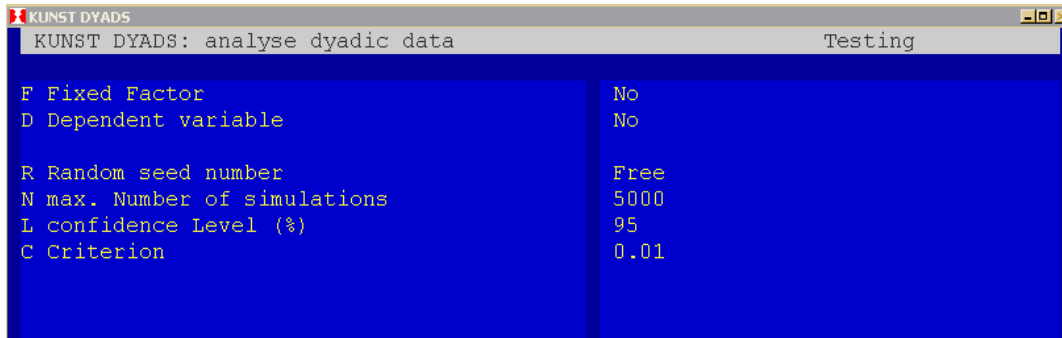 KUNST DYADS
KUNST DYADS: analyse dyadic data Testing
F Fixed Factor No
D Dependent variable No
R Random seed number Free
N max. Number of simulations 5000
L confidence Level (%) 95
C Criterion 0.01